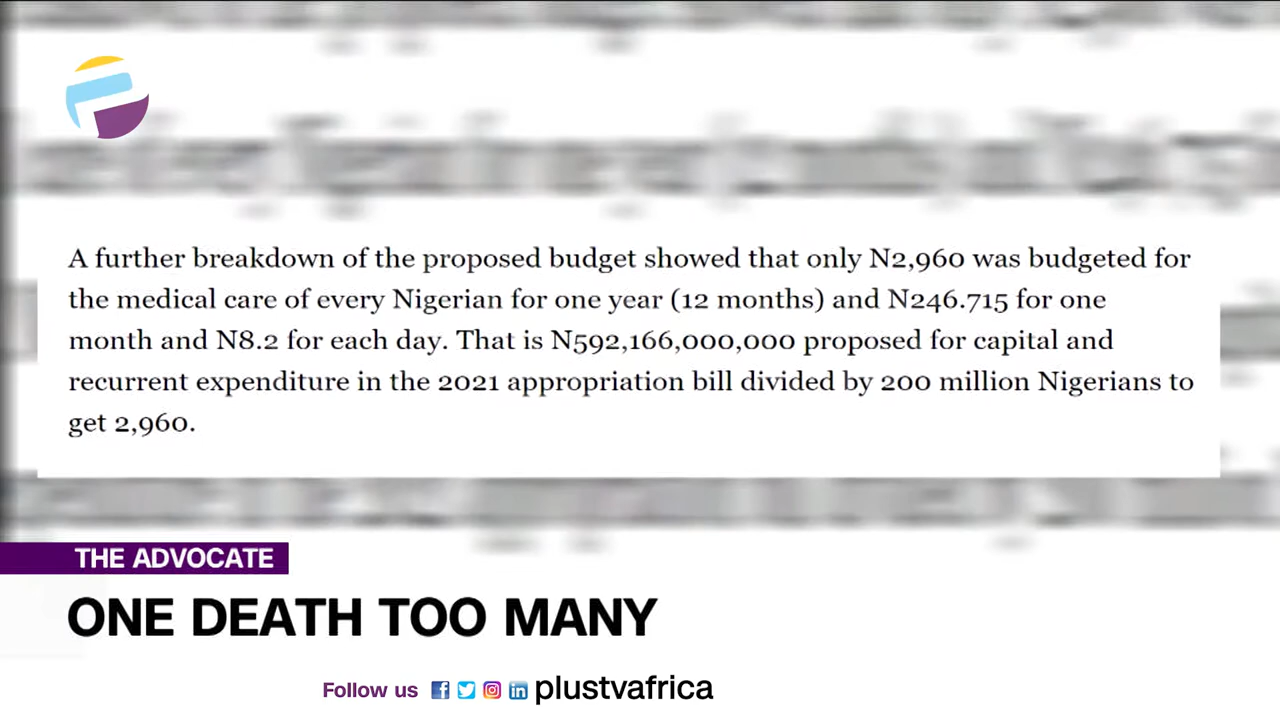 A further breakdown of the proposed budget showed that only N2,960 was budgeted for
the medical care of every Nigerian for one year (12 months) and N246.715 for one
month and N8.2 for each day. That is N592,166,000,000 proposed for capital and
recurrent expenditure in the 2021 appropriation bill divided by 200 million Nigerians to
get 2,960.
THE ADVOCATE
ONE DEATH TOO MANY
Follow us plustvafrica